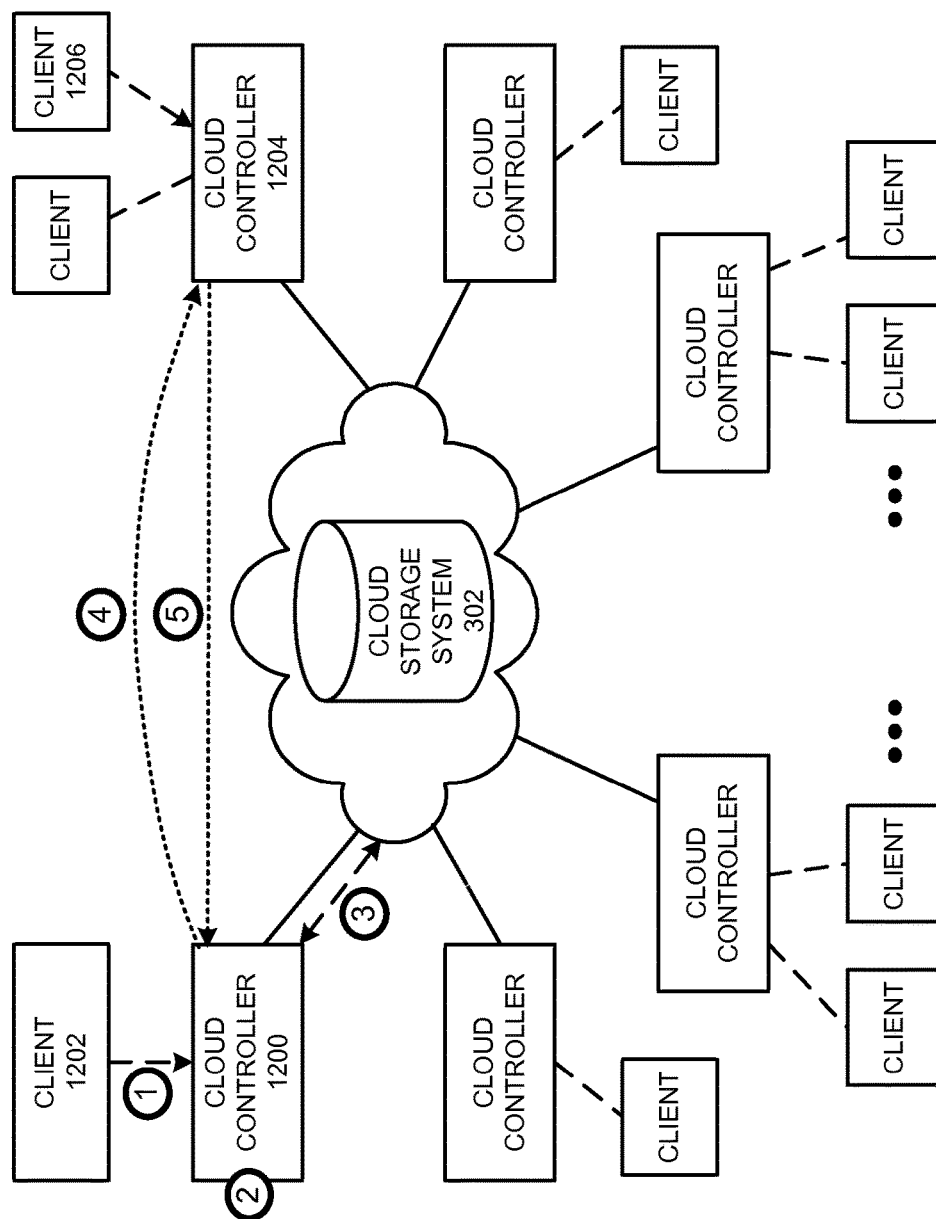 CLIENT
1202
CLIENT
CLIENT
1206
4
1
5
2
CLOUD
CONTROLLER
1200
CLOUD
CONTROLLER
1204
3
CLOUD
STORAGE
SYSTEM
302
CLOUD
CONTROLLER
CLOUD
CONTROLLER
CLIENT
CLOUD
CONTROLLER
CLOUD
CONTROLLER
CLIENT
CLIENT
CLIENT
CLIENT
CLIENT